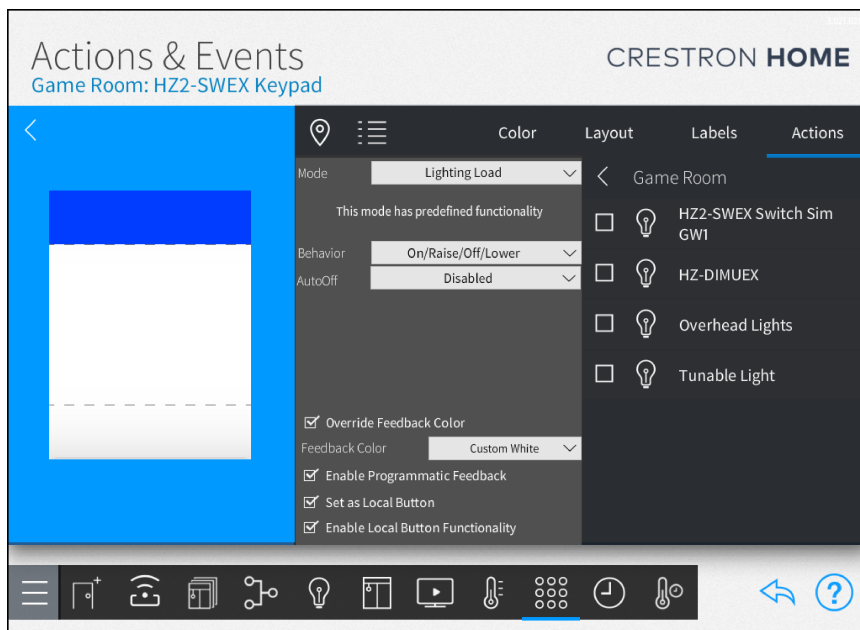 Actions & Events
CRESTRON HOME
Game Room: HZ2-SWEX Keypad
Color
Layout
Labels
Actions
Mode
Lighting Load
Game Room
This mode has predefined functionality
HZ2-SWEX Switch Sim
GW1
Behavior
On/Raise/Off/Lower
AutoOff
Disabled
HZ-DIMUEX
Overhead Lights
Tunable Light
Override Feedback Color
Feedback Color
Custom White
Enable Programmatic Feedback
Set as Local Button
Enable Local Button Functionality
?